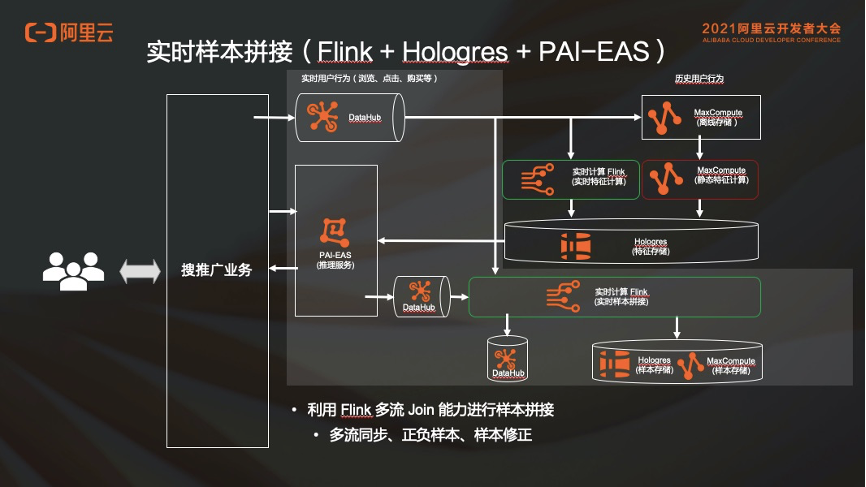 阿里云
2021阿里云开发者大会
ALIBABA CLOUD DEVELOPER CONFERENCE
实时样本拼接（Flink + Hologres + PAI-EAS）
实时用户行为（浏览、点击、购买等）
历史用户行为
DataHub
MaxCompute
(离线存储)
实时计算 Flink
(实时特征计算)
MaxCompute
(静态特征计算)
PAI-EAS
(推理服务)
Hologres
(特征存储)
搜推广业务
DataHub
实时计算 Flink
(实时样本拼接)
DataHub
Hologres
(样本存储)
MaxCompute
(样本存储)
• 利用 Flink 多流 Join 能力进行样本拼接
• 多流同步、正负样本、样本修正